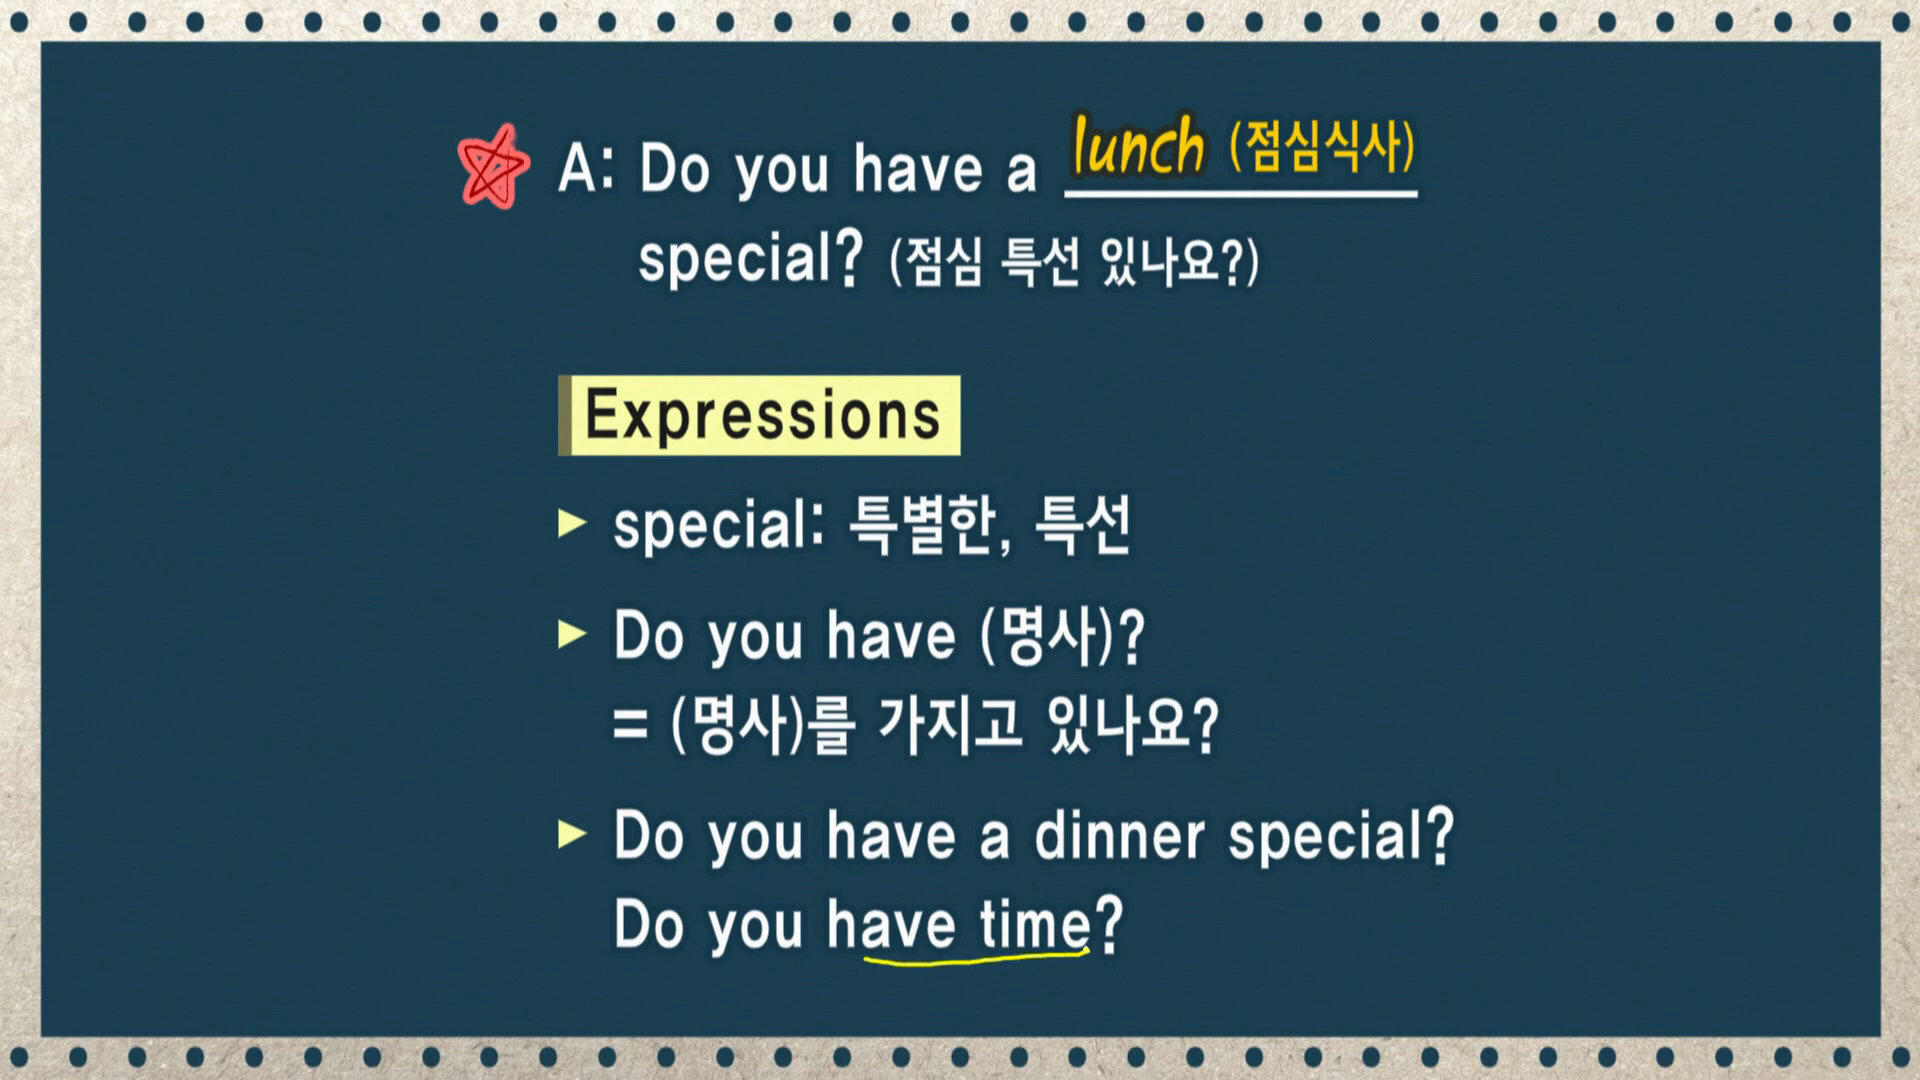 A: Do you have a lunch (점심식사)
special? (점심 특선 있나요?)
Expressions
special: 특별한, 특선
Do you have (명사)?
= (명사)를 가지고 있나요?
Do you have a dinner special?
Do you have time?